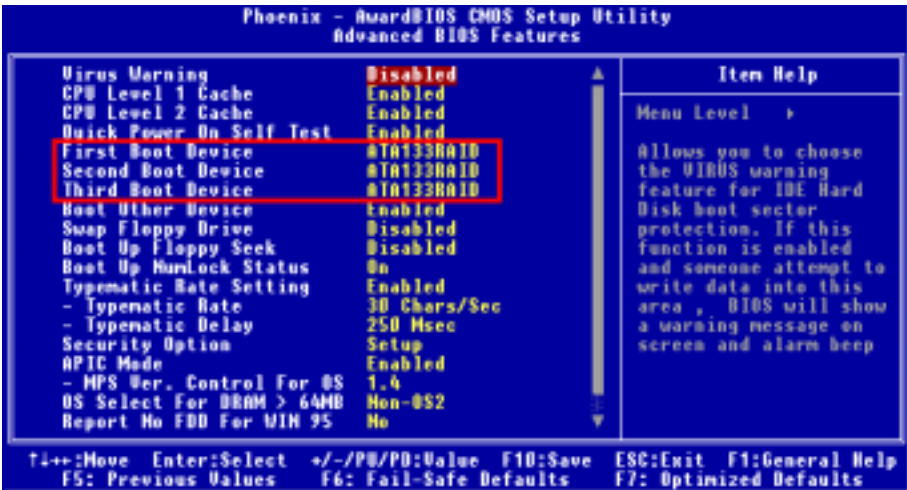 Phoenix - AwardBIOS CMOS Setup Utility
Advanced BIOS Features
Virus Warning Disabled
CPU Level 1 Cache Enabled
CPU Level 2 Cache Enabled
Quick Power On Self Test Enabled
First Boot Device ATA133RAID
Second Boot Device ATA133RAID
Third Boot Device ATA133RAID
Boot Other Device Enabled
Swap Floppy Drive Disabled
Boot Up Floppy Seek Disabled
Boot Up NumLock Status On
Typematic Rate Setting Enabled
- Typematic Rate 30 Chars/Sec
- Typematic Delay 250 Msec
Security Option Setup
APIC Mode Enabled
- MPS Ver. Control For OS 1.4
OS Select For DRAM > 64MB Non-OS2
Report No FDD For WIN 95 No
Item Help
Menu Level ▸
Allows you to choose
the VIRUS warning
feature for IDE Hard
Disk boot sector
protection. If this
function is enabled
and someone attempt to
write data into this
area , BIOS will show
a warning message on
screen and alarm beep
↑↓→←:Move Enter:Select +/-/PU/PD:Value F10:Save ESC:Exit F1:General Help
F5: Previous Values F6: Fail-Safe Defaults F7: Optimized Defaults